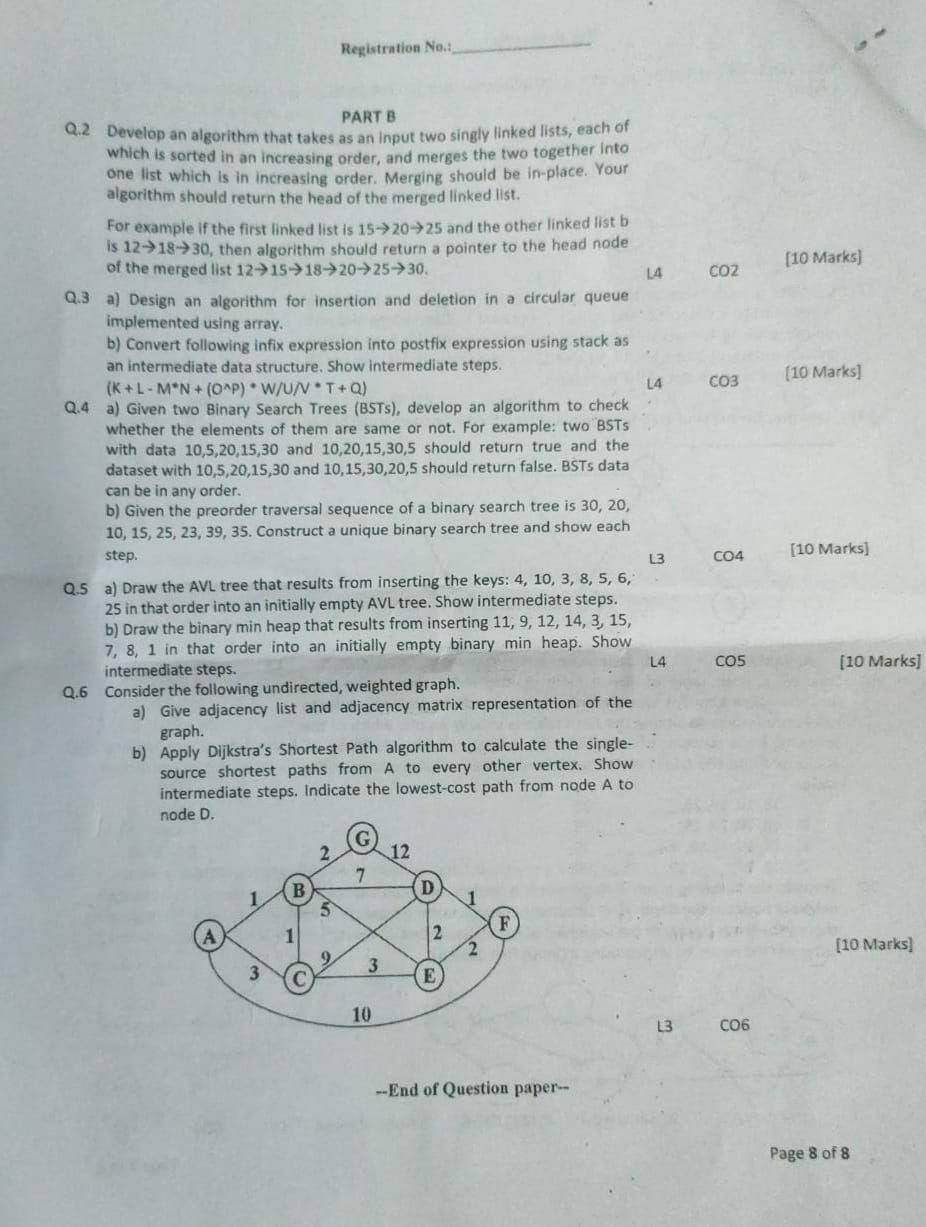 Registration No.:
PART B
Q.2 Develop an algorithm that takes as an input two singly linked lists, each of
which is sorted in an increasing order, and merges the two together into
one list which is in increasing order. Merging should be in-place. Your
algorithm should return the head of the merged linked list.
For example if the first linked list is 15→20→25 and the other linked list b
is 12→18→30, then algorithm should return a pointer to the head node
of the merged list 12→15→18→20→25→30. L4 CO2 [10 Marks]
Q.3 a) Design an algorithm for insertion and deletion in a circular queue
implemented using array.
b) Convert following infix expression into postfix expression using stack as
an intermediate data structure. Show intermediate steps.
(K + L - M*N + (O^P) * W/U/V * T + Q) L4 CO3 [10 Marks]
Q.4 a) Given two Binary Search Trees (BSTs), develop an algorithm to check
whether the elements of them are same or not. For example: two BSTs
with data 10,5,20,15,30 and 10,20,15,30,5 should return true and the
dataset with 10,5,20,15,30 and 10,15,30,20,5 should return false. BSTs data
can be in any order.
b) Given the preorder traversal sequence of a binary search tree is 30, 20,
10, 15, 25, 23, 39, 35. Construct a unique binary search tree and show each
step. L3 CO4 [10 Marks]
Q.5 a) Draw the AVL tree that results from inserting the keys: 4, 10, 3, 8, 5, 6,
25 in that order into an initially empty AVL tree. Show intermediate steps.
b) Draw the binary min heap that results from inserting 11, 9, 12, 14, 3, 15,
7, 8, 1 in that order into an initially empty binary min heap. Show
intermediate steps. L4 CO5 [10 Marks]
Q.6 Consider the following undirected, weighted graph.
a) Give adjacency list and adjacency matrix representation of the
graph.
b) Apply Dijkstra's Shortest Path algorithm to calculate the single-
source shortest paths from A to every other vertex. Show
intermediate steps. Indicate the lowest-cost path from node A to
node D.
G
2 12
7
B D
1 1
5
F
A 1 2
2
9 3
3 C E
10
[10 Marks]
L3 CO6
--End of Question paper--
Page 8 of 8